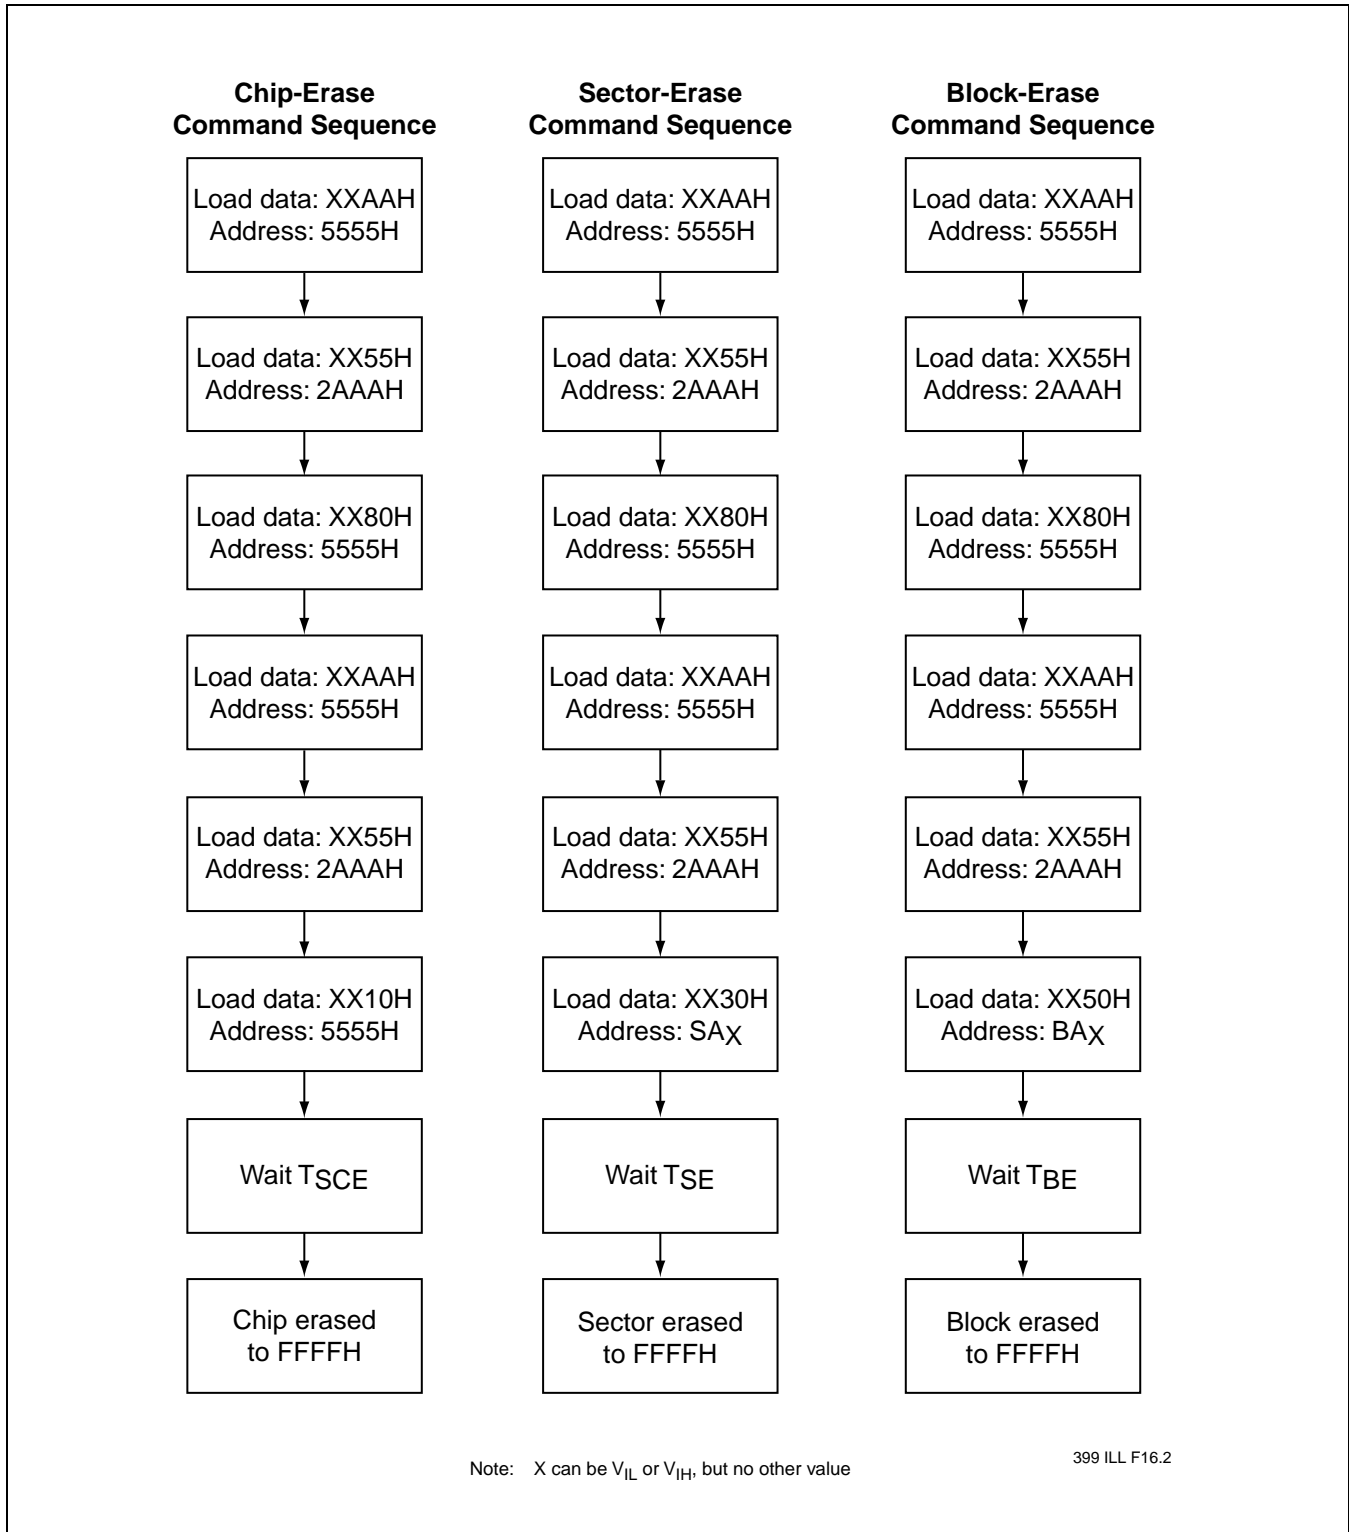 Chip-Erase
Command Sequence
Load data: XXAAH
Address: 5555H
Load data: XX55H
Address: 2AAAH
Load data: XX80H
Address: 5555H
Load data: XXAAH
Address: 5555H
Load data: XX55H
Address: 2AAAH
Load data: XX10H
Address: 5555H
Wait TSCE
Chip erased
to FFFFH
Sector-Erase
Command Sequence
Load data: XXAAH
Address: 5555H
Load data: XX55H
Address: 2AAAH
Load data: XX80H
Address: 5555H
Load data: XXAAH
Address: 5555H
Load data: XX55H
Address: 2AAAH
Load data: XX30H
Address: SAX
Wait TSE
Sector erased
to FFFFH
Block-Erase
Command Sequence
Load data: XXAAH
Address: 5555H
Load data: XX55H
Address: 2AAAH
Load data: XX80H
Address: 5555H
Load data: XXAAH
Address: 5555H
Load data: XX55H
Address: 2AAAH
Load data: XX50H
Address: BAX
Wait TBE
Block erased
to FFFFH
Note: X can be VIL or VIH, but no other value
399 ILL F16.2